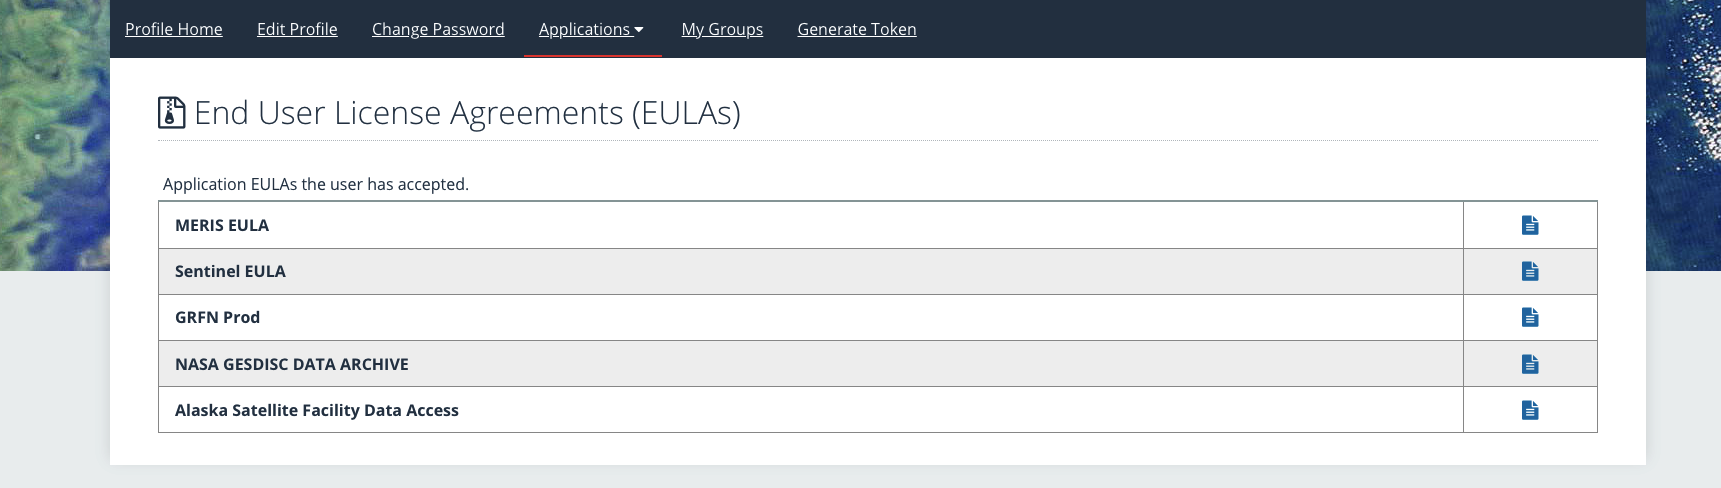 Profile Home Edit Profile Change Password Applications My Groups Generate Token
End User License Agreements (EULAs)
Application EULAs the user has accepted.
MERIS EULA
Sentinel EULA
GRFN Prod
NASA GESDISC DATA ARCHIVE
Alaska Satellite Facility Data Access